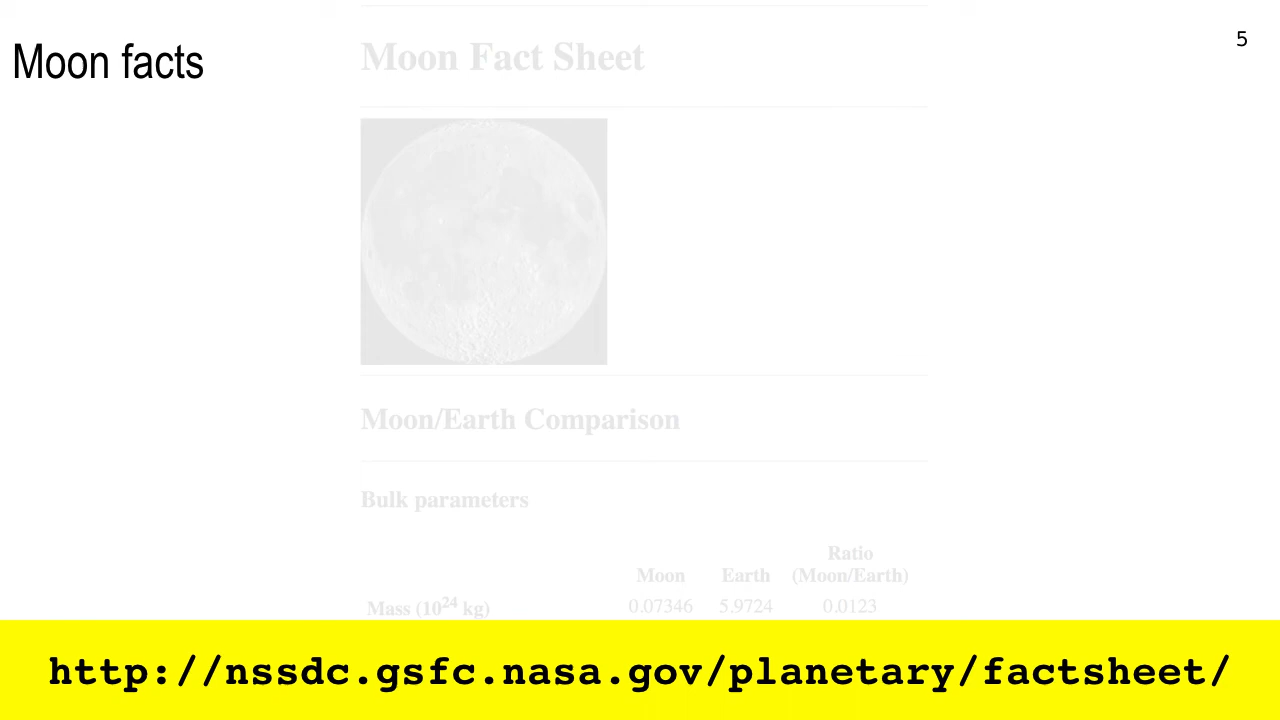 Moon facts
5
Moon Fact Sheet
Moon/Earth Comparison
Bulk parameters
Ratio
Moon Earth (Moon/Earth)
Mass (10²⁴ kg) 0.07346 5.9724 0.0123
http://nssdc.gsfc.nasa.gov/planetary/factsheet/